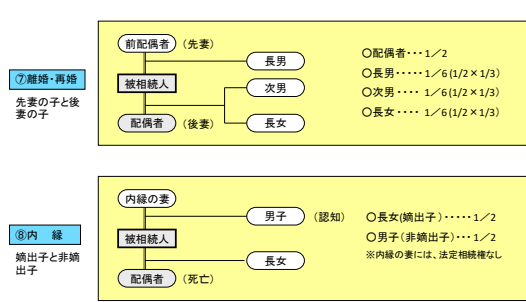 ⑦離婚・再婚
先妻の子と後
妻の子
前配偶者 (先妻)
長男
被相続人
次男
配偶者 (後妻)
長女
〇配偶者・・・1／2
〇長男・・・・・1／6(1/2×1/3)
〇次男・・・・ 1／6(1/2×1/3)
〇長女・・・・ 1／6(1/2×1/3)
⑧内 縁
嫡出子と非嫡
出子
内縁の妻
男子 (認知)
被相続人
長女
配偶者 (死亡)
〇長女(嫡出子)・・・・・1／2
〇男子(非嫡出子)・・・1／2
※内縁の妻には、法定相続権なし